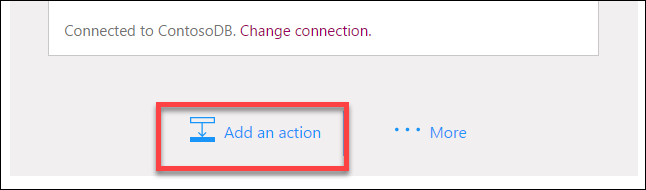 Connected to ContosoDB. Change connection.
Add an action
··· More